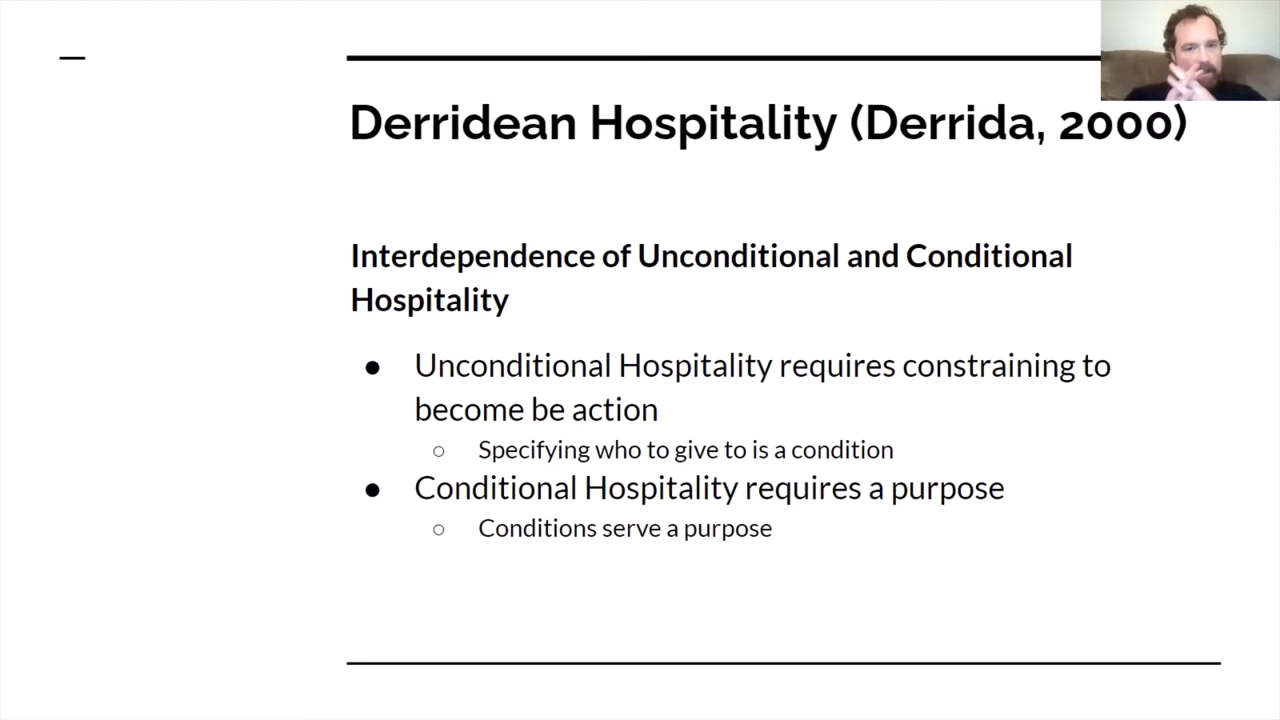 Derridean Hospitality (Derrida, 2000)
Interdependence of Unconditional and Conditional
Hospitality
● Unconditional Hospitality requires constraining to
become be action
○ Specifying who to give to is a condition
● Conditional Hospitality requires a purpose
○ Conditions serve a purpose